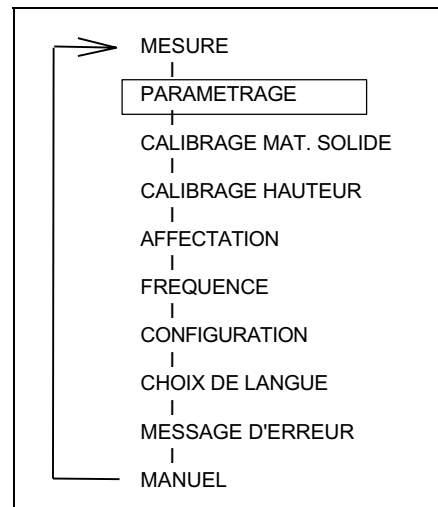 MESURE
PARAMETRAGE
CALIBRAGE MAT. SOLIDE
CALIBRAGE HAUTEUR
AFFECTATION
FREQUENCE
CONFIGURATION
CHOIX DE LANGUE
MESSAGE D'ERREUR
MANUEL